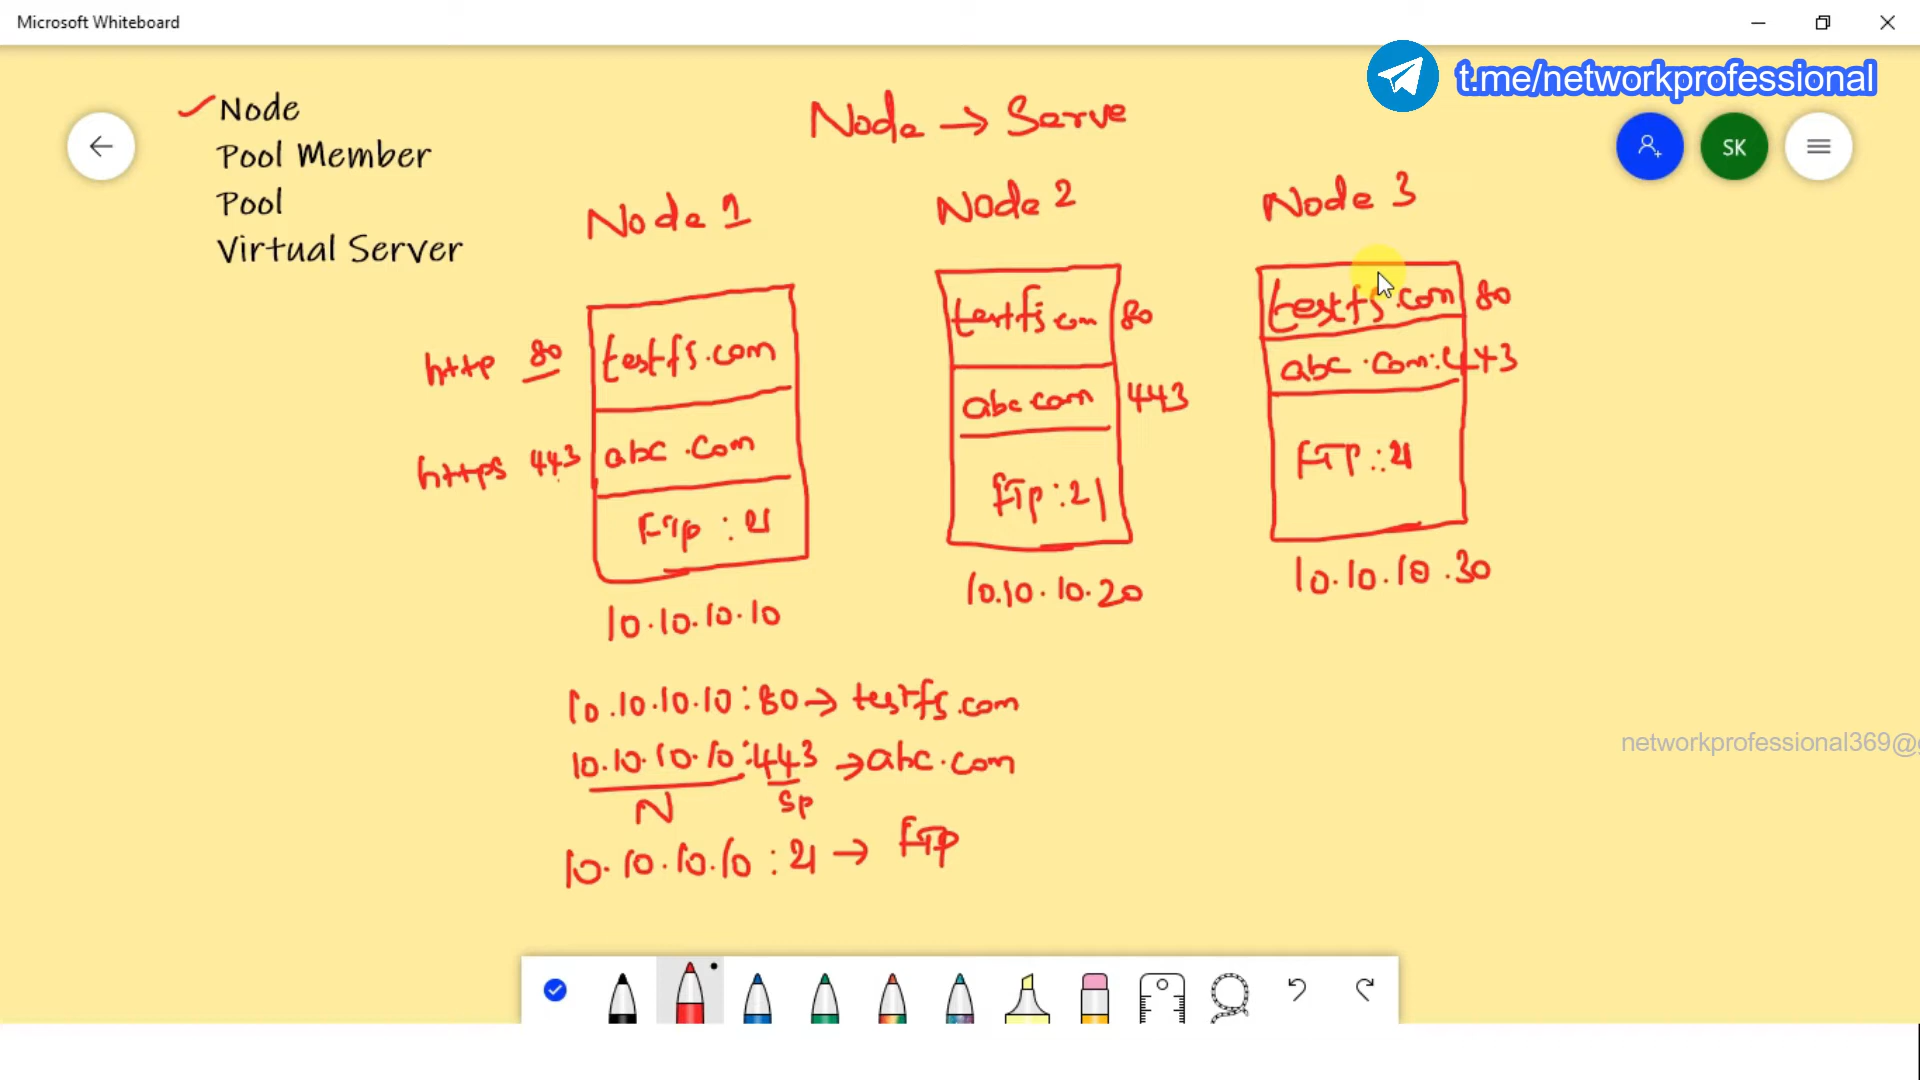 Microsoft Whiteboard
t.me/networkprofessional
Node
Pool Member
Pool
Virtual Server
Node → Serve
SK
Node 1
Node 2
Node 3
http 80
testfs.com
https 443
abc.com
FTP : 21
10.10.10.10
testfs.com 80
abc.com 443
FTP : 21
10.10.10.20
testfs.com 80
abc.com:443
FTP : 21
10.10.10.30
10.10.10.10:80 → testfs.com
10.10.10.10:443 → abc.com
N SP
10.10.10.10 : 21 → FTP
networkprofessional369@